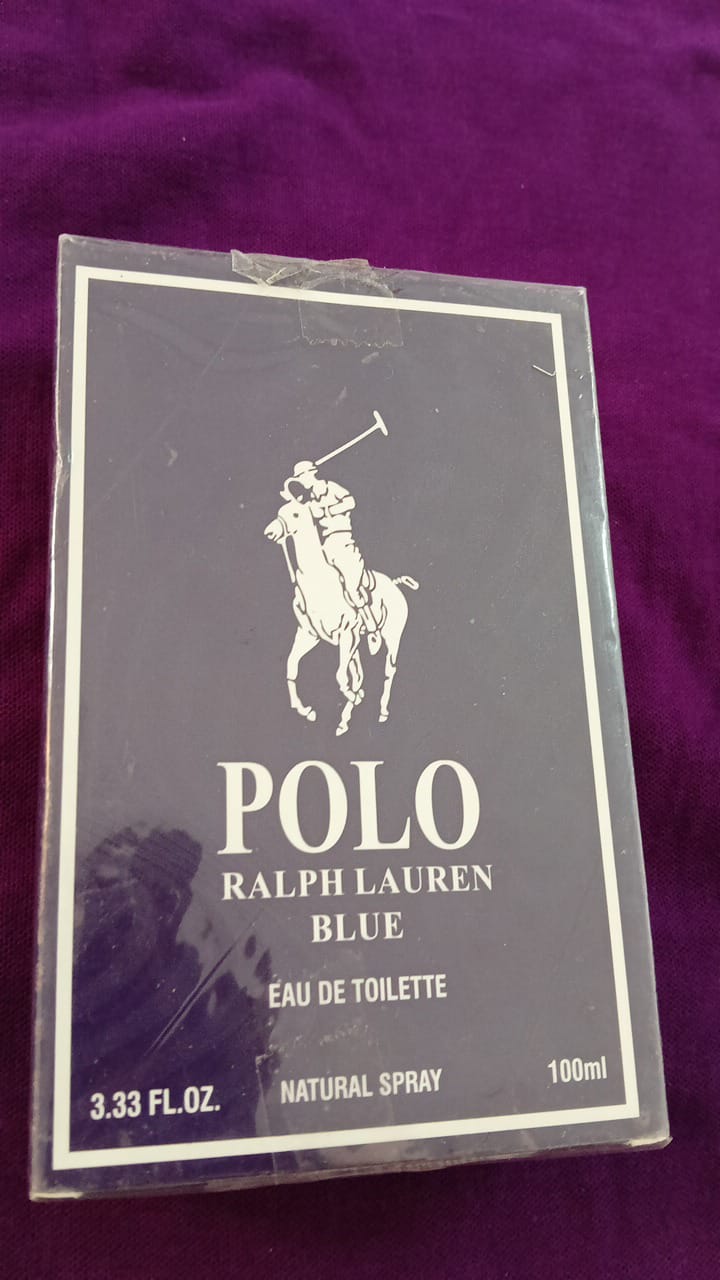 POLO
RALPH LAUREN
BLUE
EAU DE TOILETTE
3.33 FL.OZ. NATURAL SPRAY 100ml